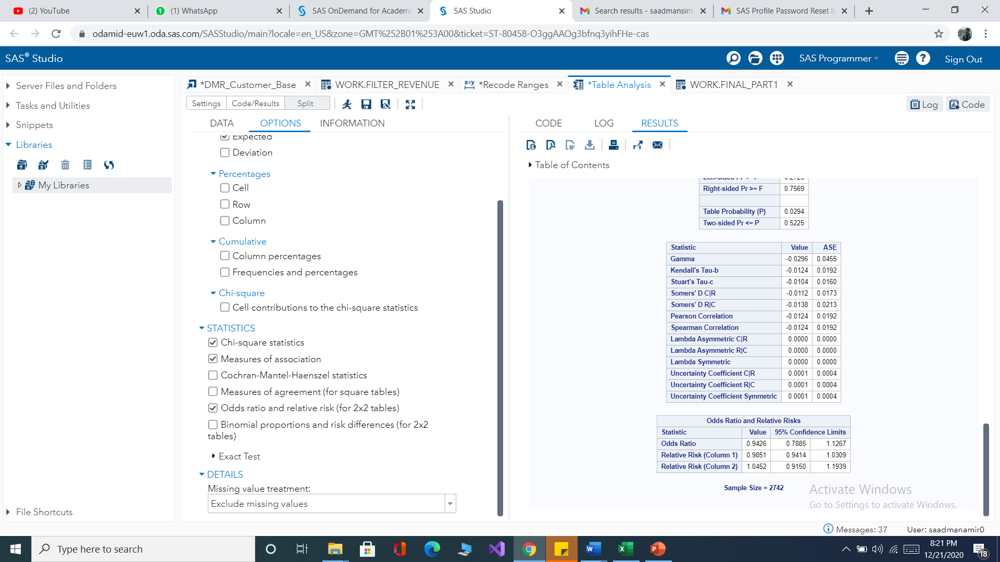 (2) YouTube
(1) WhatsApp
SAS OnDemand for Academi
SAS Studio
Search results - saadmansim
SAS Profile Password Reset I
odamid-euw1.oda.sas.com/SASStudio/main?locale=en_US&zone=GMT%252B01%253A00&ticket=ST-80458-O3ggAAOg3bfnq3yihFHe-cas
SAS® Studio
SAS Programmer
Sign Out
Server Files and Folders
Tasks and Utilities
Snippets
Libraries
My Libraries
File Shortcuts
*DMR_Customer_Base
WORK.FILTER_REVENUE
x=y *Recode Ranges
*Table Analysis
WORK.FINAL_PART1
Settings
Code/Results
Split
Log
Code
DATA
OPTIONS
INFORMATION
Expected
Deviation
Percentages
Cell
Row
Column
Cumulative
Column percentages
Frequencies and percentages
Chi-square
Cell contributions to the chi-square statistics
STATISTICS
Chi-square statistics
Measures of association
Cochran-Mantel-Haenszel statistics
Measures of agreement (for square tables)
Odds ratio and relative risk (for 2x2 tables)
Binomial proportions and risk differences (for 2x2
tables)
Exact Test
DETAILS
Missing value treatment:
Exclude missing values
CODE
LOG
RESULTS
Table of Contents
Right-sided Pr >= F 0.7569
Table Probability (P) 0.0294
Two-sided Pr <= P 0.5225
Statistic Value ASE
Gamma -0.0296 0.0455
Kendall's Tau-b -0.0124 0.0192
Stuart's Tau-c -0.0104 0.0160
Somers' D C|R -0.0112 0.0173
Somers' D R|C -0.0138 0.0213
Pearson Correlation -0.0124 0.0192
Spearman Correlation -0.0124 0.0192
Lambda Asymmetric C|R 0.0000 0.0000
Lambda Asymmetric R|C 0.0000 0.0000
Lambda Symmetric 0.0000 0.0000
Uncertainty Coefficient C|R 0.0001 0.0004
Uncertainty Coefficient R|C 0.0001 0.0004
Uncertainty Coefficient Symmetric 0.0001 0.0004
Odds Ratio and Relative Risks
Statistic Value 95% Confidence Limits
Odds Ratio 0.9426 0.7885 1.1267
Relative Risk (Column 1) 0.9851 0.9414 1.0309
Relative Risk (Column 2) 1.0452 0.9150 1.1939
Sample Size = 2742
Activate Windows
Go to Settings to activate Windows.
Messages: 37
User: saadmanamir0
Type here to search
8:21 PM
12/21/2020
18